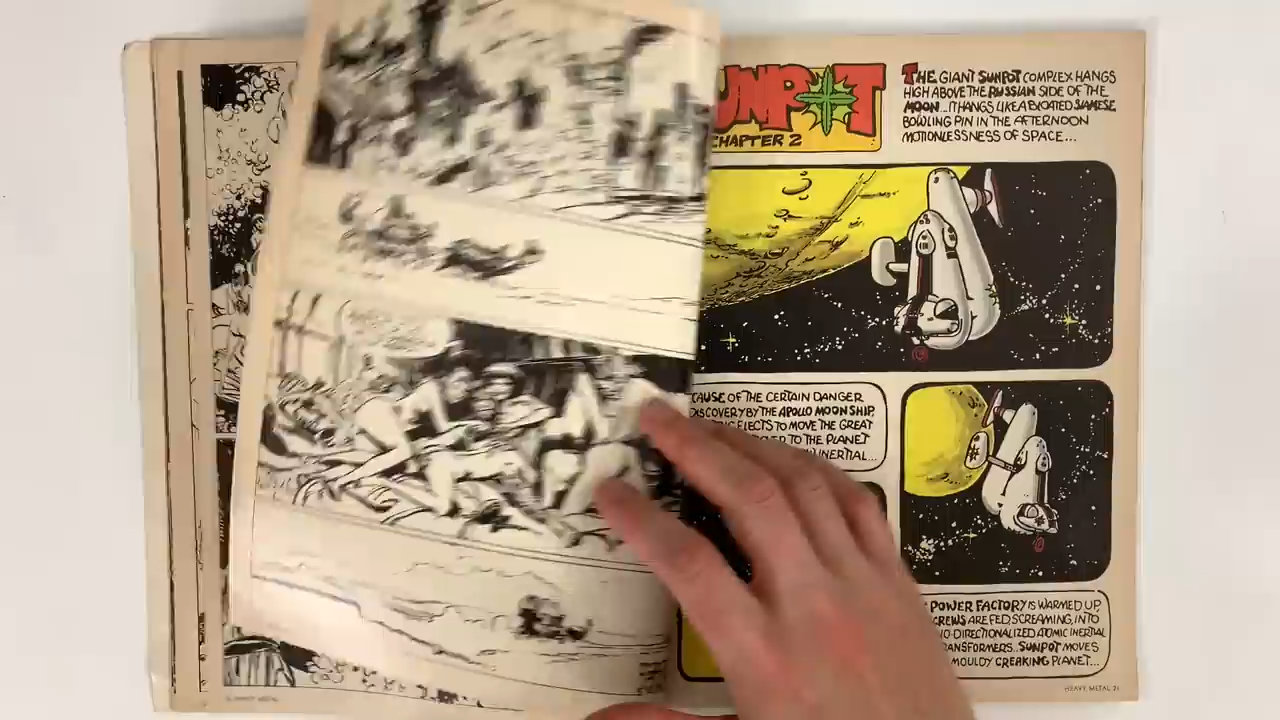 UNPOT
CHAPTER 2
THE GIANT SUNPOT COMPLEX HANGS
HIGH ABOVE THE RUSSIAN SIDE OF THE
MOON...IT HANGS LIKE A BLOATED SIAMESE
BOWLING PIN IN THE AFTERNOON
MOTIONLESSNESS OF SPACE...
CAUSE OF THE CERTAIN DANGER
DISCOVERY BY THE APOLLO MOON SHIP,
ELECTS TO MOVE THE GREAT
TO THE PLANET
INERTIAL...
POWER FACTORY IS WARMED UP,
CREWS ARE FED, SCREAMING, INTO
DIRECTIONALIZED ATOMIC INERTIAL
TRANSFORMERS. SUNPOT MOVES
MOULDY CREAKING PLANET...
HEAVY METAL 21